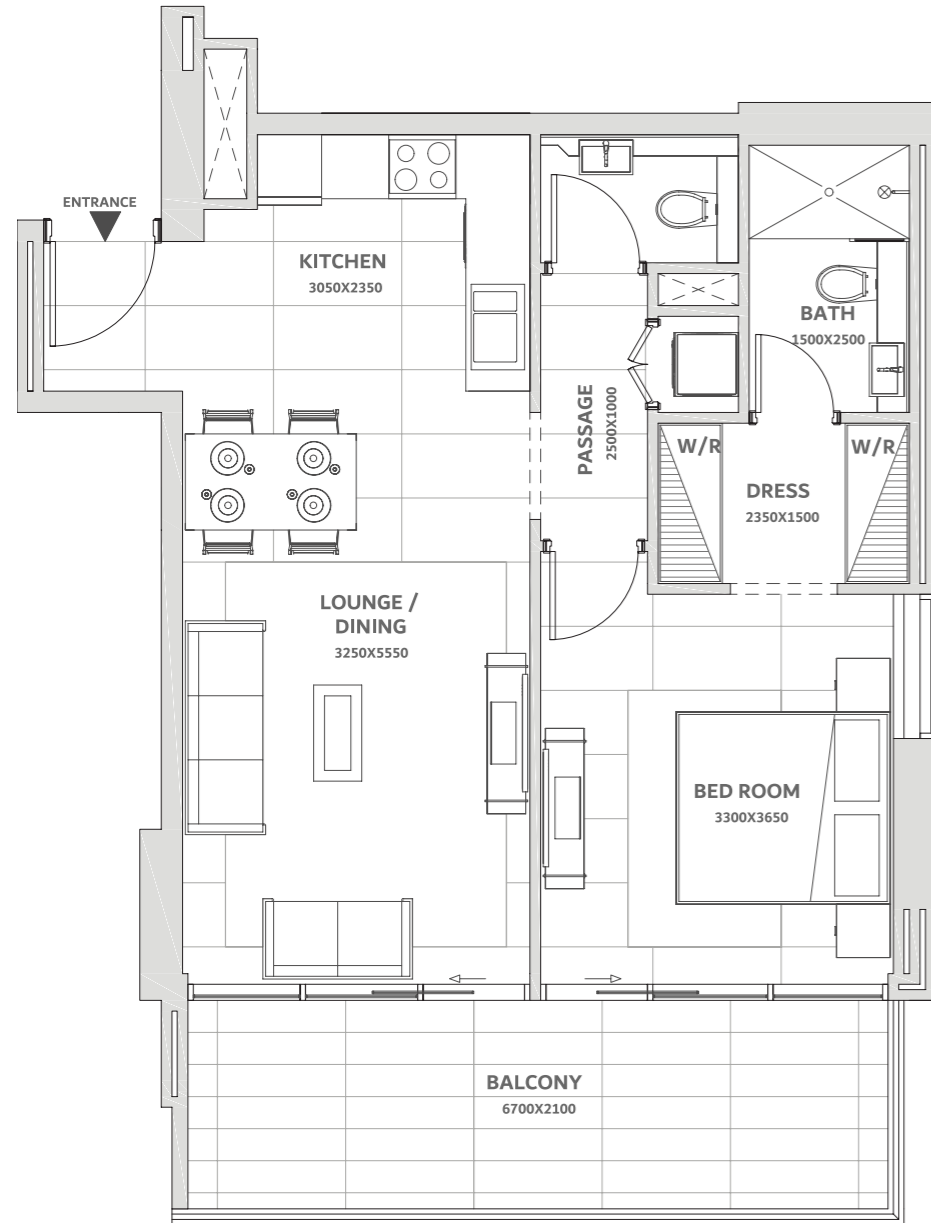 ENTRANCE
KITCHEN
3050X2350
BATH
1500X2500
PASSAGE
2500X1000
W/R
W/R
DRESS
2350X1500
LOUNGE /
DINING
3250X5550
BED ROOM
3300X3650
BALCONY
6700X2100